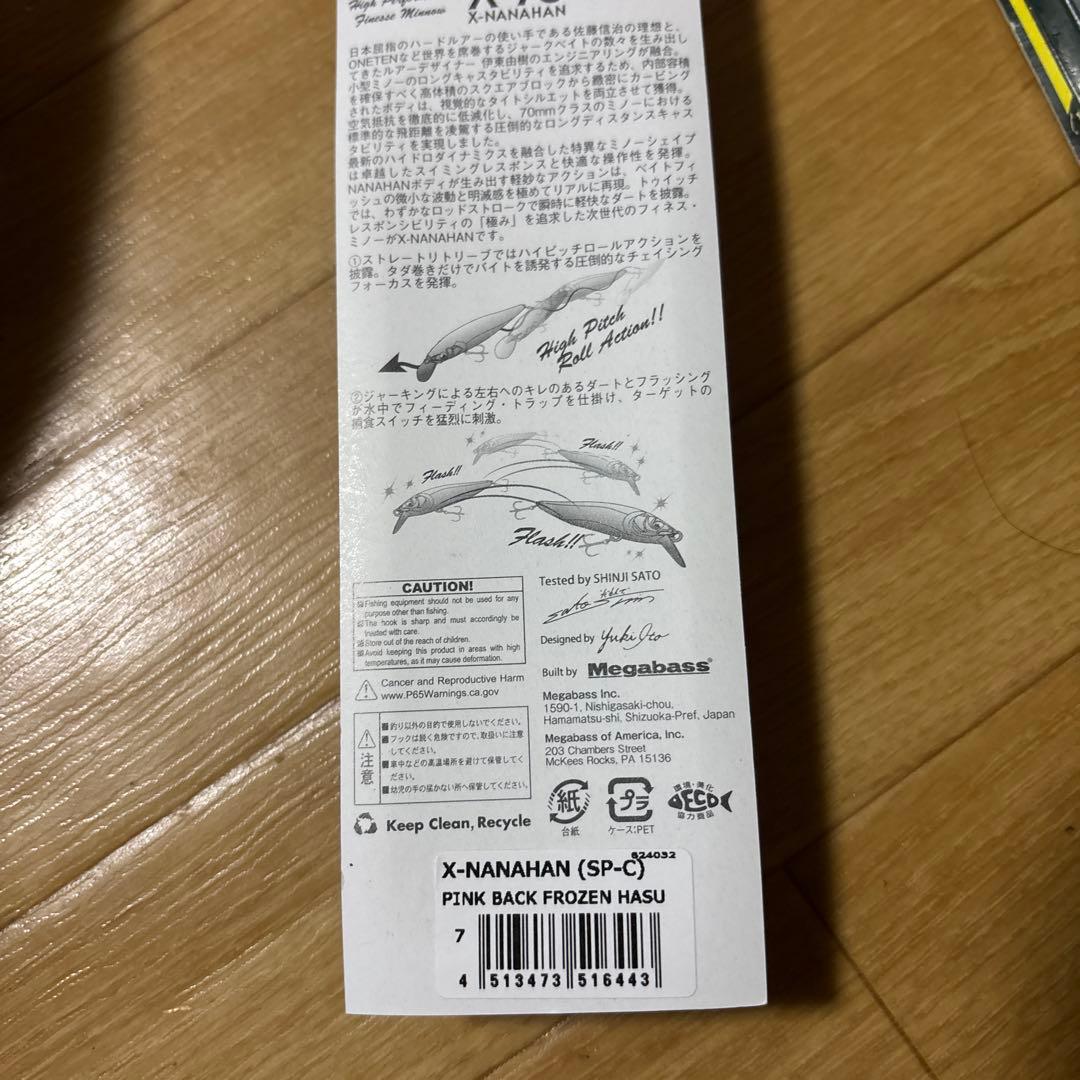 High
Finesse Minnow
X-NANAHAN
日本屈指のハードルアーの使い手である佐藤信治の理想と、
ONETENなど世界を席巻するジャークベイトの数々を生み出し
てきたルアーデザイナー 伊東由樹のエンジニアリングが融合。
小型ミノーのロングキャスタビリティを追求するため、内部容積
を確保すべく高体積のスクエアブロックから緻密にカービング
されたボディは、視覚的なタイトシルエットを両立させて獲得。
空気抵抗を徹底的に低減化し、70mmクラスのミノーにおける
標準的な飛距離を凌駕する圧倒的なロングディスタンスキャス
タビリティを実現しました。
最新のハイドロダイナミクスを融合した特異なミノーシェイプ
は卓越したスイミングレスポンスと快適な操作性を発揮。
NANAHANボディが生み出す軽妙なアクションは、ベイトフィ
ッシュの微小な波動と明滅感を極めてリアルに再現。トゥイッチ
では、わずかなロッドストロークで瞬時に軽快なダートを披露。
レスポンシビリティの「極み」を追求した次世代のフィネス・
ミノーがX-NANAHANです。
①ストレートリトリーブではハイピッチロールアクションを
披露。タダ巻きだけでバイトを誘発する圧倒的なチェイシング
フォーカスを発揮。
High Pitch
Roll Action!!
②ジャーキングによる左右へのキレのあるダートとフラッシング
が水中でフィーディング・トラップを仕掛け、ターゲットの
捕食スイッチを猛烈に刺激。
Flash!!
Flash!!
Flash!!
CAUTION!
Fishing equipment should not be used for any
purpose other than fishing.
The hook is sharp and must accordingly be
treated with care.
Store out of the reach of children.
Avoid keeping this product in areas with high
temperatures, as it may cause deformation.
Cancer and Reproductive Harm
www.P65Warnings.ca.gov
注意
釣り以外の目的で使用しないでください。
フックは鋭く危険ですので、取扱いに注意
してください。
車中などの高温場所を避けて保管してく
ださい。
幼児の手の届かない所へ保管してください。
Keep Clean, Recycle
Tested by SHINJI SATO
Designed by Yuki Ito
Built by Megabass
Megabass Inc.
1590-1, Nishigasaki-chou,
Hamamatsu-shi, Shizuoka-Pref, Japan
Megabass of America, Inc.
203 Chambers Street
McKees Rocks, PA 15136
紙
台紙
プラ
ケース:PET
環境・美化
ECO
協力商品
624032
X-NANAHAN (SP-C)
PINK BACK FROZEN HASU
7
4 513473 516443